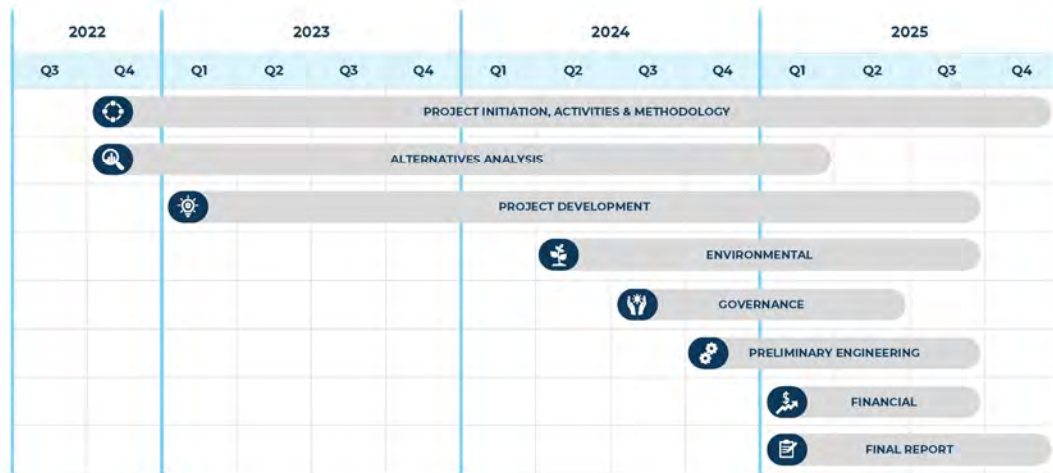 2022 2023 2024 2025
Q3 Q4 Q1 Q2 Q3 Q4 Q1 Q2 Q3 Q4 Q1 Q2 Q3 Q4
PROJECT INITIATION, ACTIVITIES & METHODOLOGY
ALTERNATIVES ANALYSIS
PROJECT DEVELOPMENT
ENVIRONMENTAL
GOVERNANCE
PRELIMINARY ENGINEERING
$ FINANCIAL
FINAL REPORT